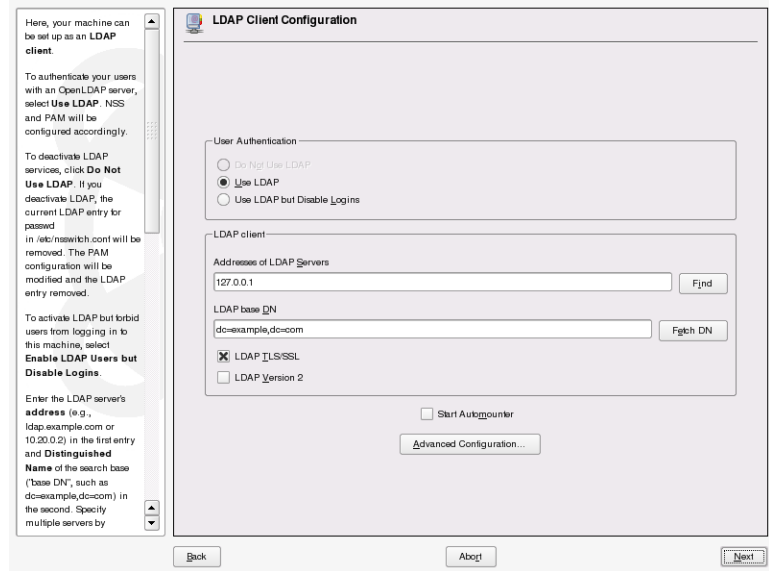 Here, your machine can
be set up as an LDAP
client.
To authenticate your users
with an OpenLDAP server,
select Use LDAP. NSS
and PAM will be
configured accordingly.
To deactivate LDAP
services, click Do Not
Use LDAP. If you
deactivate LDAP, the
current LDAP entry for
passwd
in /etc/nsswitch.conf will be
removed. The PAM
configuration will be
modified and the LDAP
entry removed.
To activate LDAP but forbid
users from logging in to
this machine, select
Enable LDAP Users but
Disable Logins.
Enter the LDAP server's
address (e.g.,
ldap.example.com or
10.20.0.2) in the first entry
and Distinguished
Name of the search base
("base DN", such as
dc=example,dc=com) in
the second. Specify
multiple servers by
LDAP Client Configuration
User Authentication
Do Not Use LDAP
Use LDAP
Use LDAP but Disable Logins
LDAP client
Addresses of LDAP Servers
127.0.0.1
Find
LDAP base DN
dc=example,dc=com
Fetch DN
LDAP TLS/SSL
LDAP Version 2
Start Automounter
Advanced Configuration...
Back
Abort
Next